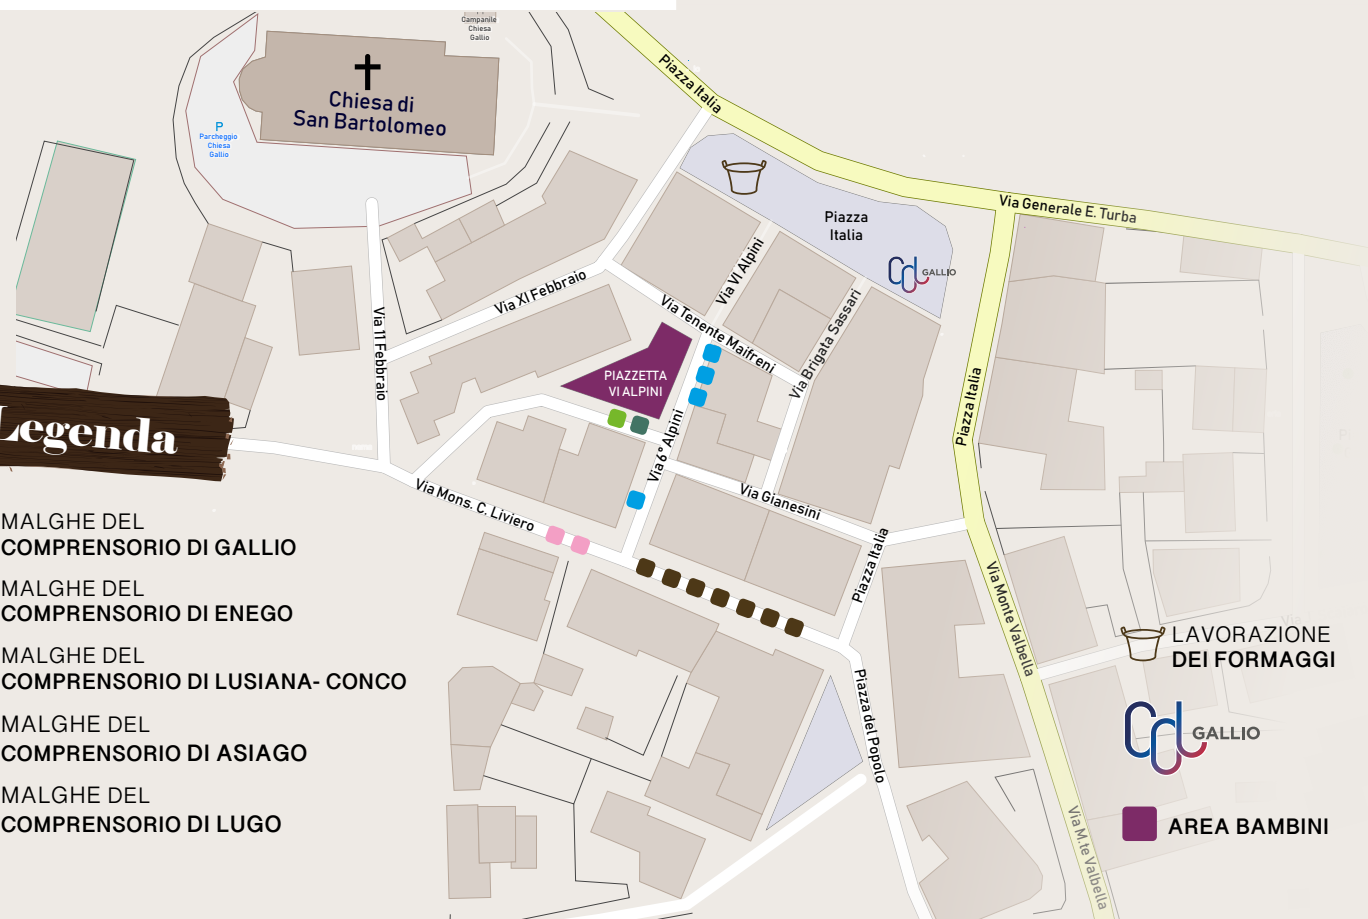 Campanile
Chiesa
Gallio
Piazza Italia
Chiesa di
San Bartolomeo
P
Parcheggio
Chiesa
Gallio
Via Generale E. Turba
Piazza
Italia
GALLIO
Via VI Alpini
Via XI Febbraio
Via Tenente Maifreni
Via Brigata Sassari
Via 11 Febbraio
PIAZZETTA
VI ALPINI
Piazza Italia
Via 6° Alpini
Legenda
Via Mons. C. Liviero
Via Gianesini
Piazza Italia
Via Monte Valbella
Piazza del Popolo
Via M.te Valbella
MALGHE DEL
COMPRENSORIO DI GALLIO
MALGHE DEL
COMPRENSORIO DI ENEGO
MALGHE DEL
COMPRENSORIO DI LUSIANA- CONCO
MALGHE DEL
COMPRENSORIO DI ASIAGO
MALGHE DEL
COMPRENSORIO DI LUGO
LAVORAZIONE
DEI FORMAGGI
GALLIO
AREA BAMBINI